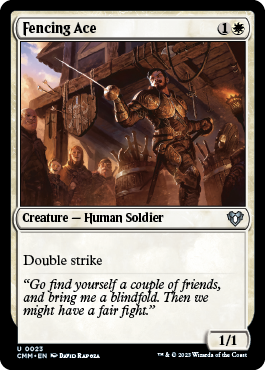 Fencing Ace 1
Creature — Human Soldier
Double strike
“Go find yourself a couple of friends,
and bring me a blindfold. Then we
might have a fair fight.”
1/1
U 0023
CMM • EN David Rapoza ™ & © 2023 Wizards of the Coast